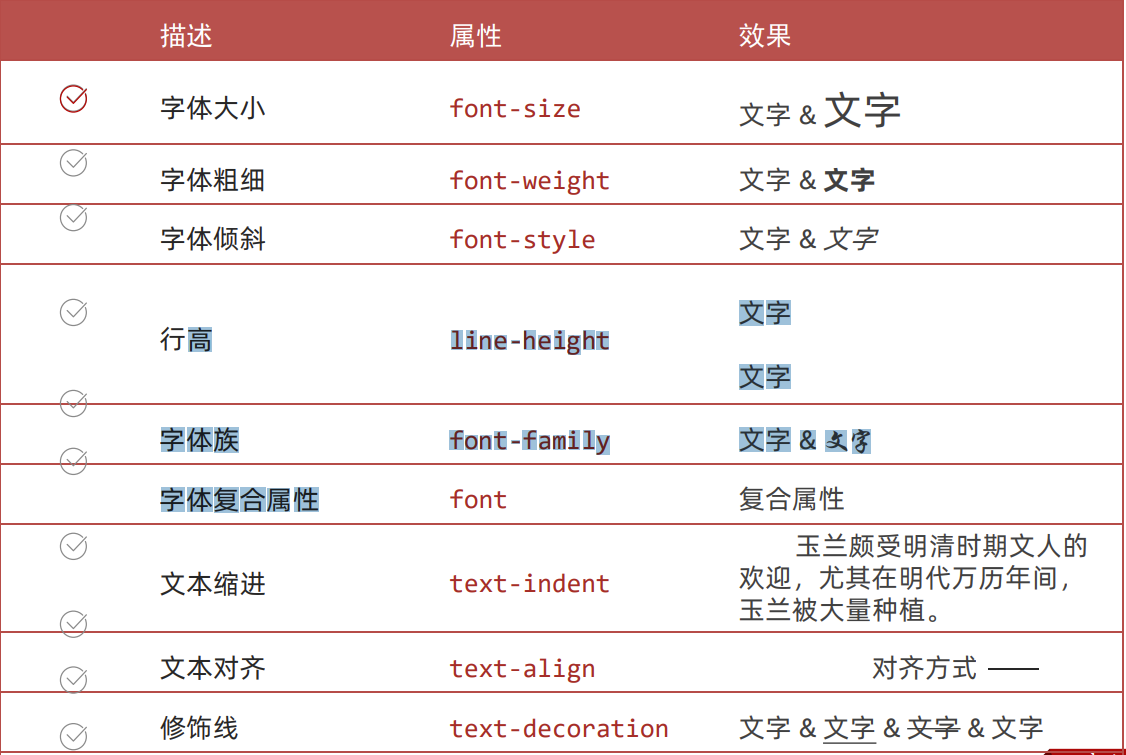 描述 属性 效果
字体大小 font-size 文字 & 文字
字体粗细 font-weight 文字 & 文字
字体倾斜 font-style 文字 & 文字
行高 line-height 文字
文字
字体族 font-family 文字 & 文字
字体复合属性 font 复合属性
文本缩进 text-indent 玉兰颇受明清时期文人的
欢迎，尤其在明代万历年间，
玉兰被大量种植。
文本对齐 text-align 对齐方式 ——
修饰线 text-decoration 文字 & 文字 & 文字 & 文字